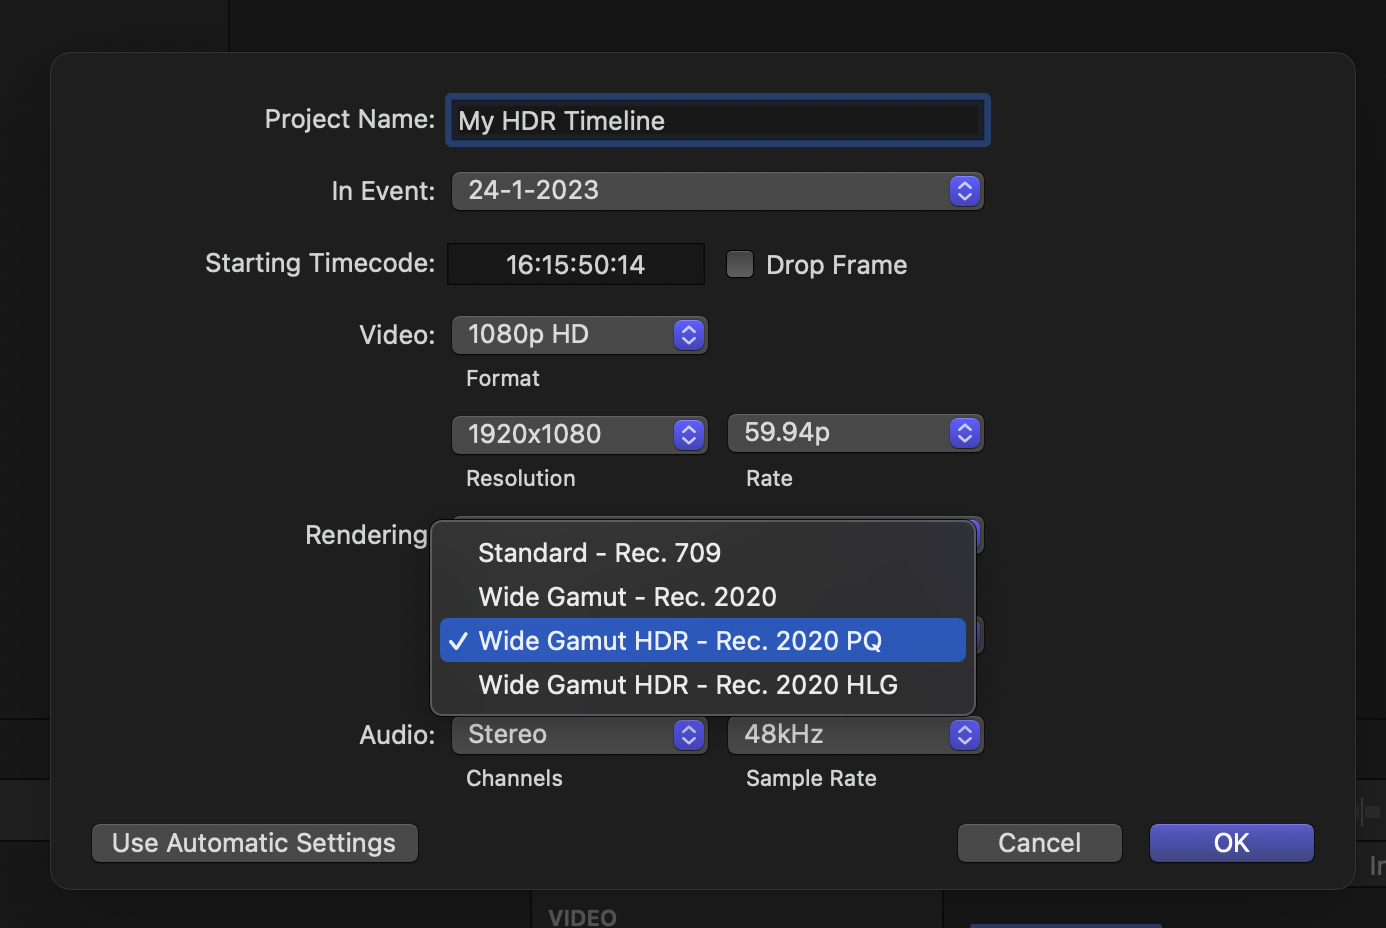 Project Name: My HDR Timeline
In Event: 24-1-2023
Starting Timecode: 16:15:50:14 Drop Frame
Video: 1080p HD
Format
1920x1080 59.94p
Resolution Rate
Rendering
Standard - Rec. 709
Wide Gamut - Rec. 2020
✓ Wide Gamut HDR - Rec. 2020 PQ
Wide Gamut HDR - Rec. 2020 HLG
Audio: Stereo 48kHz
Channels Sample Rate
Use Automatic Settings Cancel OK
VIDEO